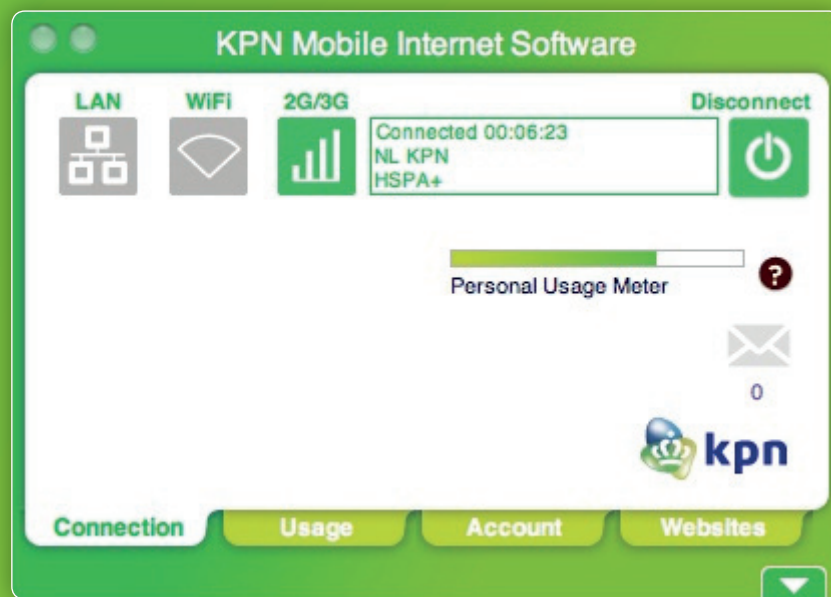 KPN Mobile Internet Software
LAN WiFi 2G/3G Disconnect
Connected 00:06:23
NL KPN
HSPA+
Personal Usage Meter
?
0
kpn
Connection Usage Account Websites